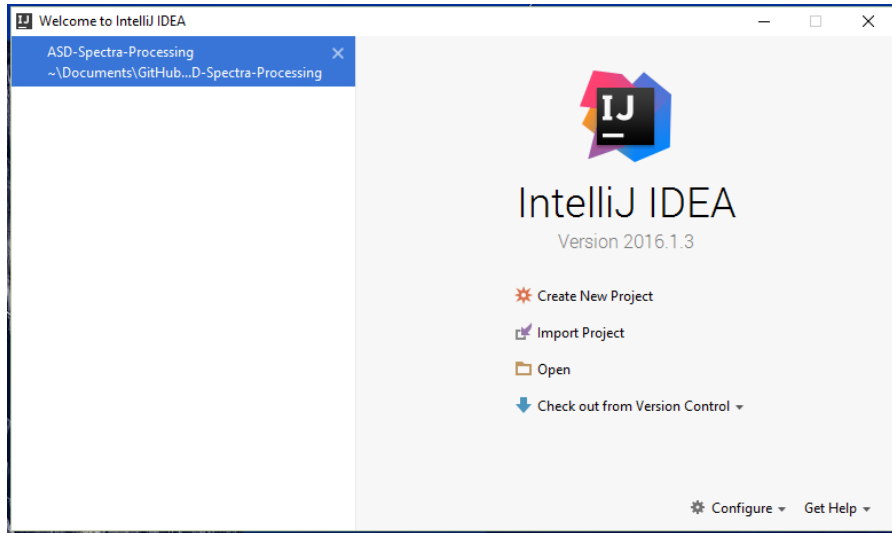 Welcome to IntelliJ IDEA
ASD-Spectra-Processing
~\Documents\GitHub...D-Spectra-Processing
IJ
IntelliJ IDEA
Version 2016.1.3
Create New Project
Import Project
Open
Check out from Version Control
Configure
Get Help